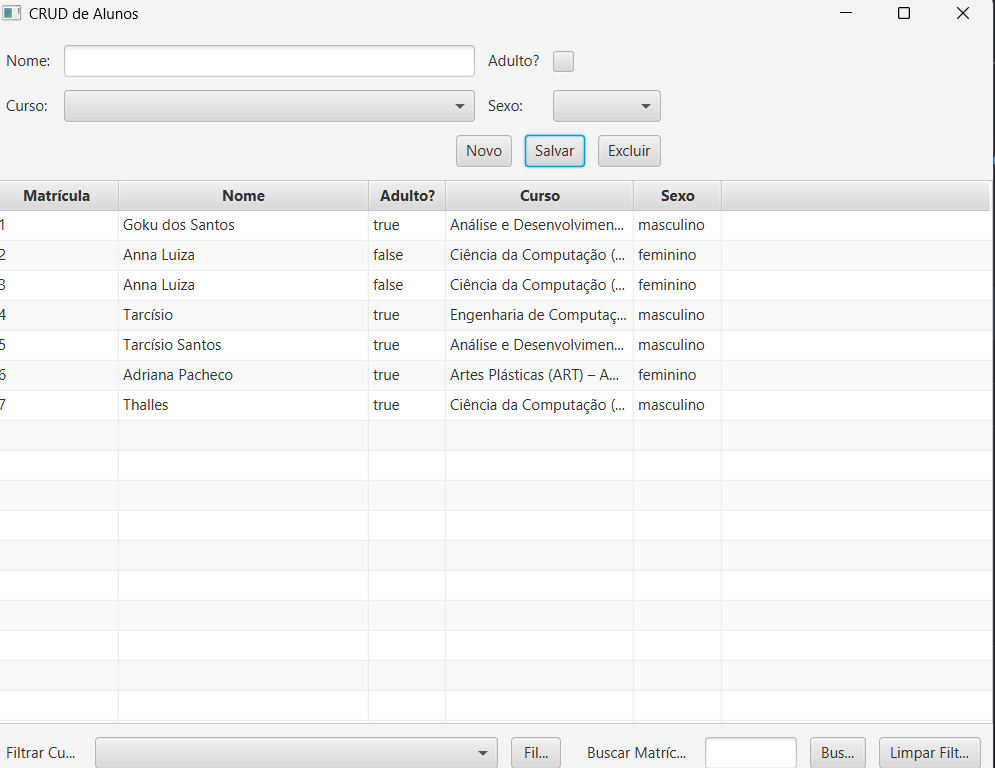 CRUD de Alunos
Nome: Adulto?
Curso: Sexo:
Novo Salvar Excluir
Matrícula Nome Adulto? Curso Sexo
1 Goku dos Santos true Análise e Desenvolvimen... masculino
2 Anna Luiza false Ciência da Computação (... feminino
3 Anna Luiza false Ciência da Computação (... feminino
4 Tarcísio true Engenharia de Computaç... masculino
5 Tarcísio Santos true Análise e Desenvolvimen... masculino
6 Adriana Pacheco true Artes Plásticas (ART) – A... feminino
7 Thalles true Ciência da Computação (... masculino
Filtrar Cu... Fil... Buscar Matríc... Bus... Limpar Filt...